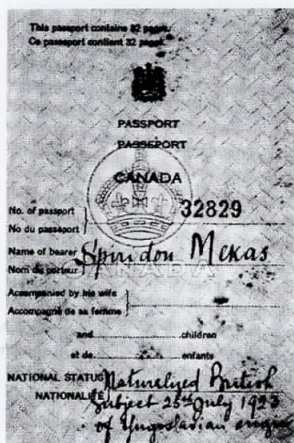 This passport contains 32 pages.
Ce passeport contient 32 pages.
PASSPORT
PASSEPORT
CANADA
No. of passport
No du passeport
32829
Name of bearer
Nom du porteur
Spiridon Mekas
CANADA
Accompanied by his wife
Accompagné de sa femme
and children
et de enfants
NATIONAL STATUS
NATIONALITÉ
Naturalized British
Subject 25th July 1923
of Yugoslavian origin